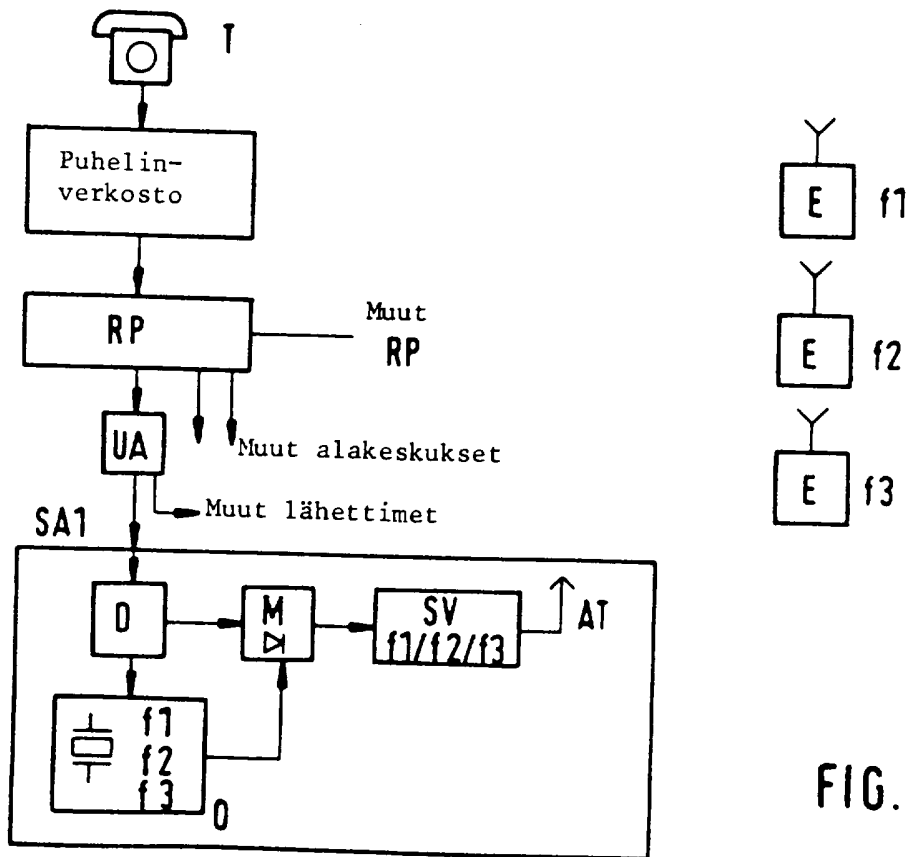 T
Puhelin-
verkosto
RP
Muut
RP
UA
Muut alakeskukset
Muut lähettimet
SA1
D
M
SV
f1/f2/f3
AT
f1
f2
f3
O
E f1
E f2
E f3
FIG.